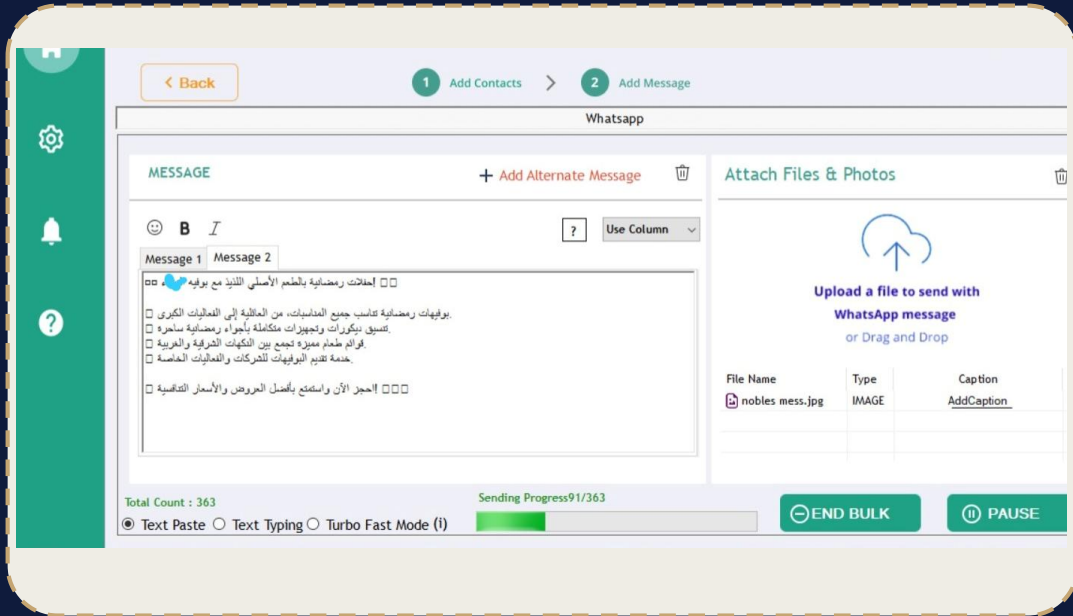 Back
1 Add Contacts
2 Add Message
Whatsapp
MESSAGE
+ Add Alternate Message
B I
?
Use Column
Message 1
Message 2
إحفلات رمضانية بالطعم الأصلي اللذيذ مع بوفيه
.بوفيهات رمضانية تناسب جميع المناسبات، من العائلية إلى الفعاليات الكبرى
.تنسيق ديكورات وتجهيزات متكاملة بأجواء رمضانية ساحرة
.قوائم طعام مميزة تجمع بين النكهات الشرقية والغربية
.خدمة تقديم البوفيهات للشركات والفعاليات الخاصة
!احجز الآن واستمتع بأفضل العروض والأسعار التنافسية
Attach Files & Photos
Upload a file to send with
WhatsApp message
or Drag and Drop
File Name Type Caption
nobles mess.jpg IMAGE AddCaption
Total Count : 363
Text Paste Text Typing Turbo Fast Mode (i)
Sending Progress91/363
END BULK
PAUSE